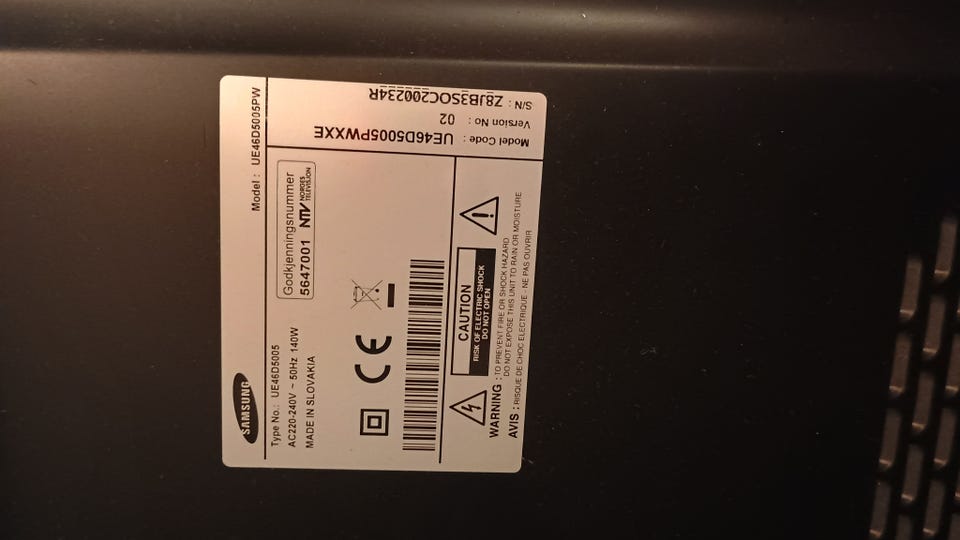 SAMSUNG
Type No.: UE46D5005
Model : UE46D5005PW
AC220-240V ~ 50Hz 140W
MADE IN SLOVAKIA
Godkjenningsnummer
5647001 NTV NORGES TELEVISJON
CE
CAUTION
RISK OF ELECTRIC SHOCK
DO NOT OPEN
WARNING : TO PREVENT FIRE OR SHOCK HAZARD
DO NOT EXPOSE THIS UNIT TO RAIN OR MOISTURE
AVIS : RISQUE DE CHOC ELECTRIQUE - NE PAS OUVRIR
Model Code : UE46D5005PWXXE
Version No : 02
S/N : Z8JB3SOC200234R